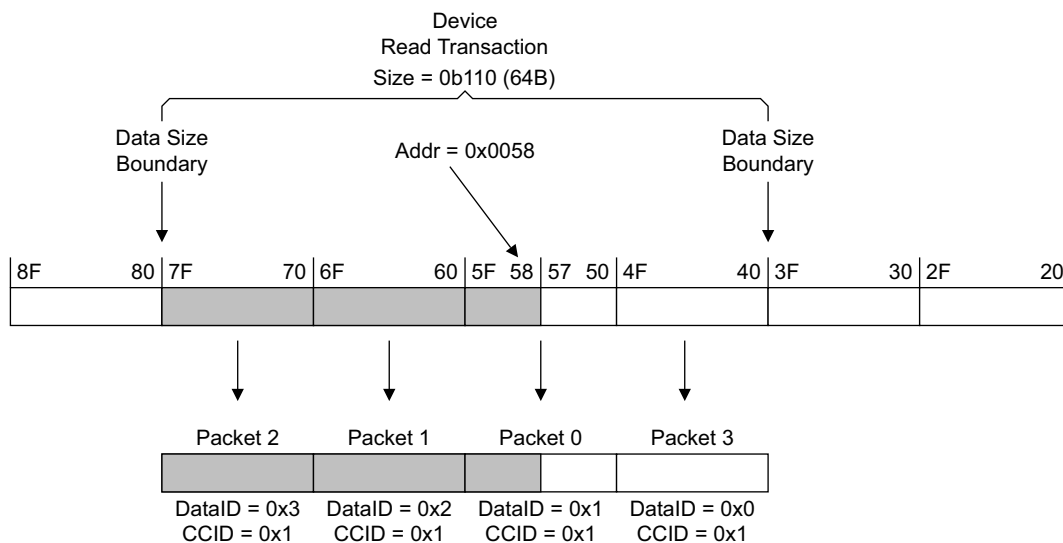 Device
Read Transaction
Size = 0b110 (64B)
Data Size
Boundary
Addr = 0x0058
Data Size
Boundary
8F 80 7F 70 6F 60 5F 58 57 50 4F 40 3F 30 2F 20
Packet 2 Packet 1 Packet 0 Packet 3
DataID = 0x3 DataID = 0x2 DataID = 0x1 DataID = 0x0
CCID = 0x1 CCID = 0x1 CCID = 0x1 CCID = 0x1